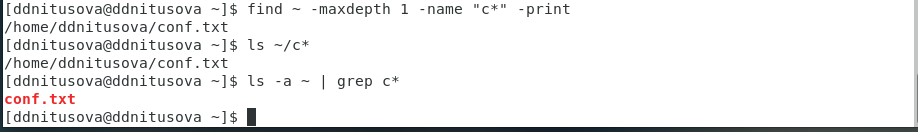 [ddnitusova@ddnitusova ~]$ find ~ -maxdepth 1 -name "c*" -print
/home/ddnitusova/conf.txt
[ddnitusova@ddnitusova ~]$ ls ~/c*
/home/ddnitusova/conf.txt
[ddnitusova@ddnitusova ~]$ ls -a ~ | grep c*
conf.txt
[ddnitusova@ddnitusova ~]$